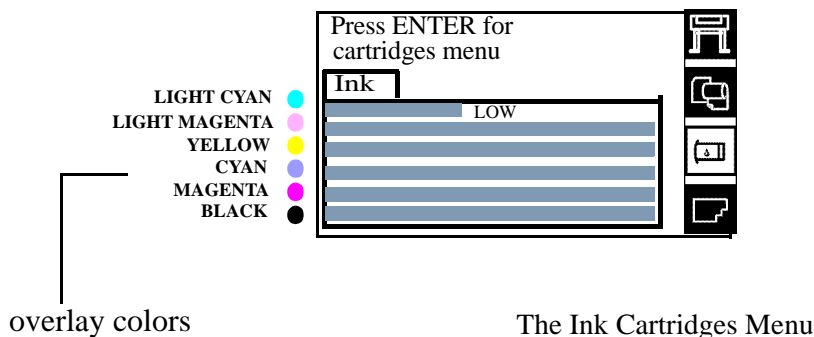 Press ENTER for
cartridges menu
Ink
LIGHT CYAN
LOW
LIGHT MAGENTA
YELLOW
CYAN
MAGENTA
BLACK
overlay colors
The Ink Cartridges Menu